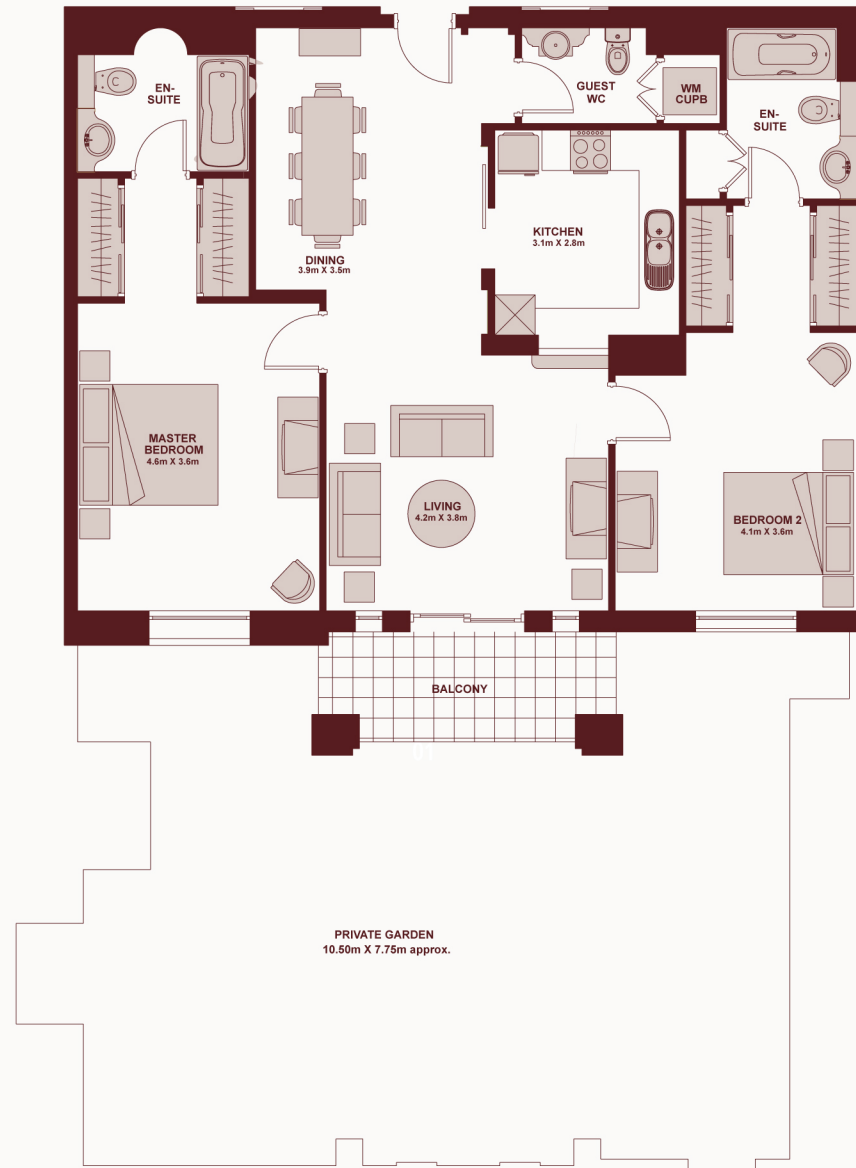 EN-
SUITE
GUEST
WC
WM
CUPB
EN-
SUITE
KITCHEN
3.1m X 2.8m
DINING
3.9m X 3.5m
MASTER
BEDROOM
4.6m X 3.6m
LIVING
4.2m X 3.8m
BEDROOM 2
4.1m X 3.6m
BALCONY
01
PRIVATE GARDEN
10.50m X 7.75m approx.